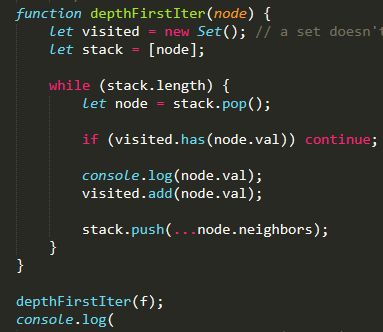 function depthFirstIter(node) {
let visited = new Set(); // a set doesn't
let stack = [node];
while (stack.length) {
let node = stack.pop();
if (visited.has(node.val)) continue;
console.log(node.val);
visited.add(node.val);
stack.push(...node.neighbors);
}
}
depthFirstIter(f);
console.log(